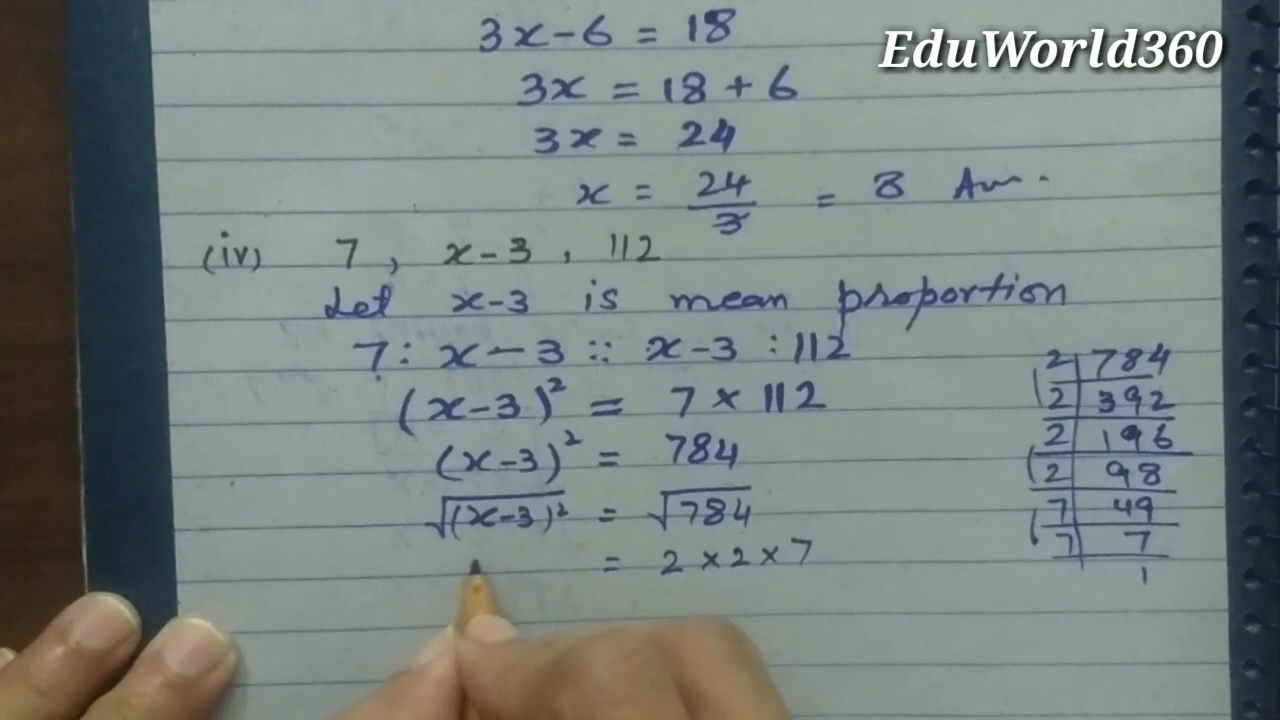 3x - 6 = 18
EduWorld360
3x = 18 + 6
3x = 24
x = 24/3 = 8 Ans.
(iv) 7, x-3, 112
Let x-3 is mean proportion
7 : x-3 :: x-3 : 112
(x-3)² = 7 × 112
(x-3)² = 784
√(x-3)² = √784
= 2 × 2 × 7
2 | 784
2 | 392
2 | 196
2 | 98
7 | 49
7 | 7
1